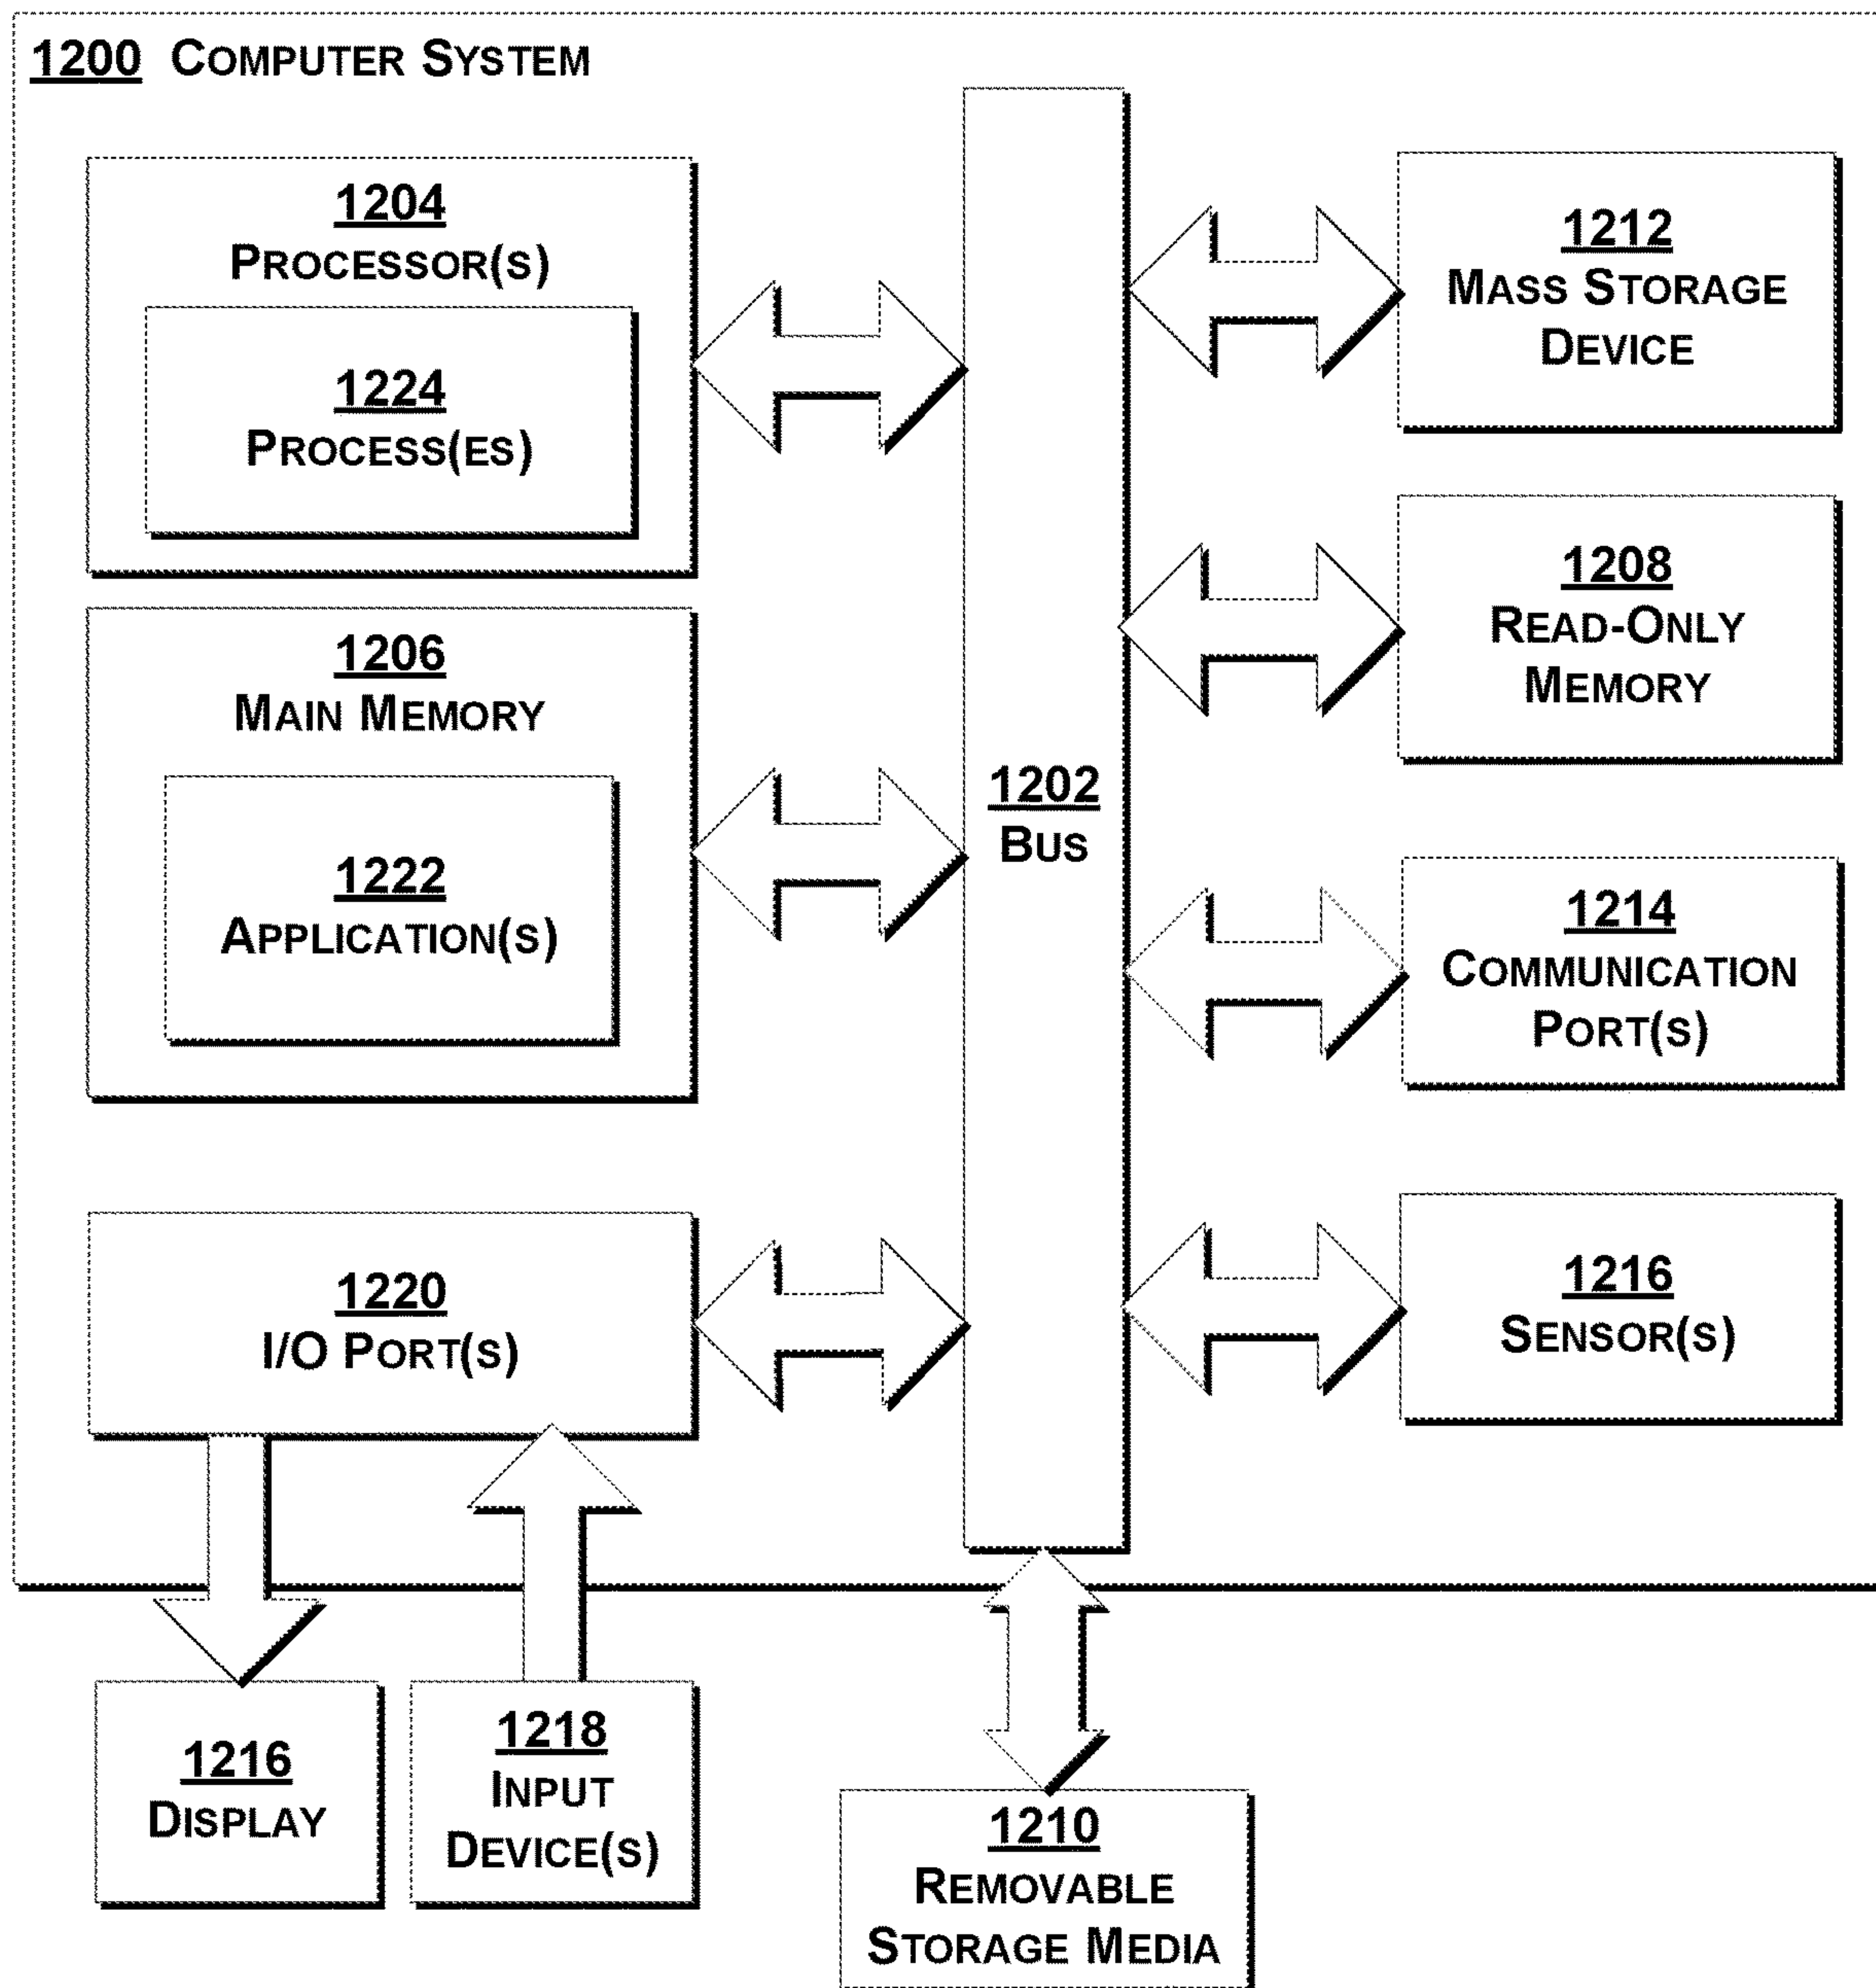 1200 COMPUTER SYSTEM
1204
PROCESSOR(S)
1224
PROCESS(ES)
1206
MAIN MEMORY
1222
APPLICATION(S)
1220
I/O PORT(S)
1202
BUS
1212
MASS STORAGE
DEVICE
1208
READ-ONLY
MEMORY
1214
COMMUNICATION
PORT(S)
1216
SENSOR(S)
1216
DISPLAY
1218
INPUT
DEVICE(S)
1210
REMOVABLE
STORAGE MEDIA